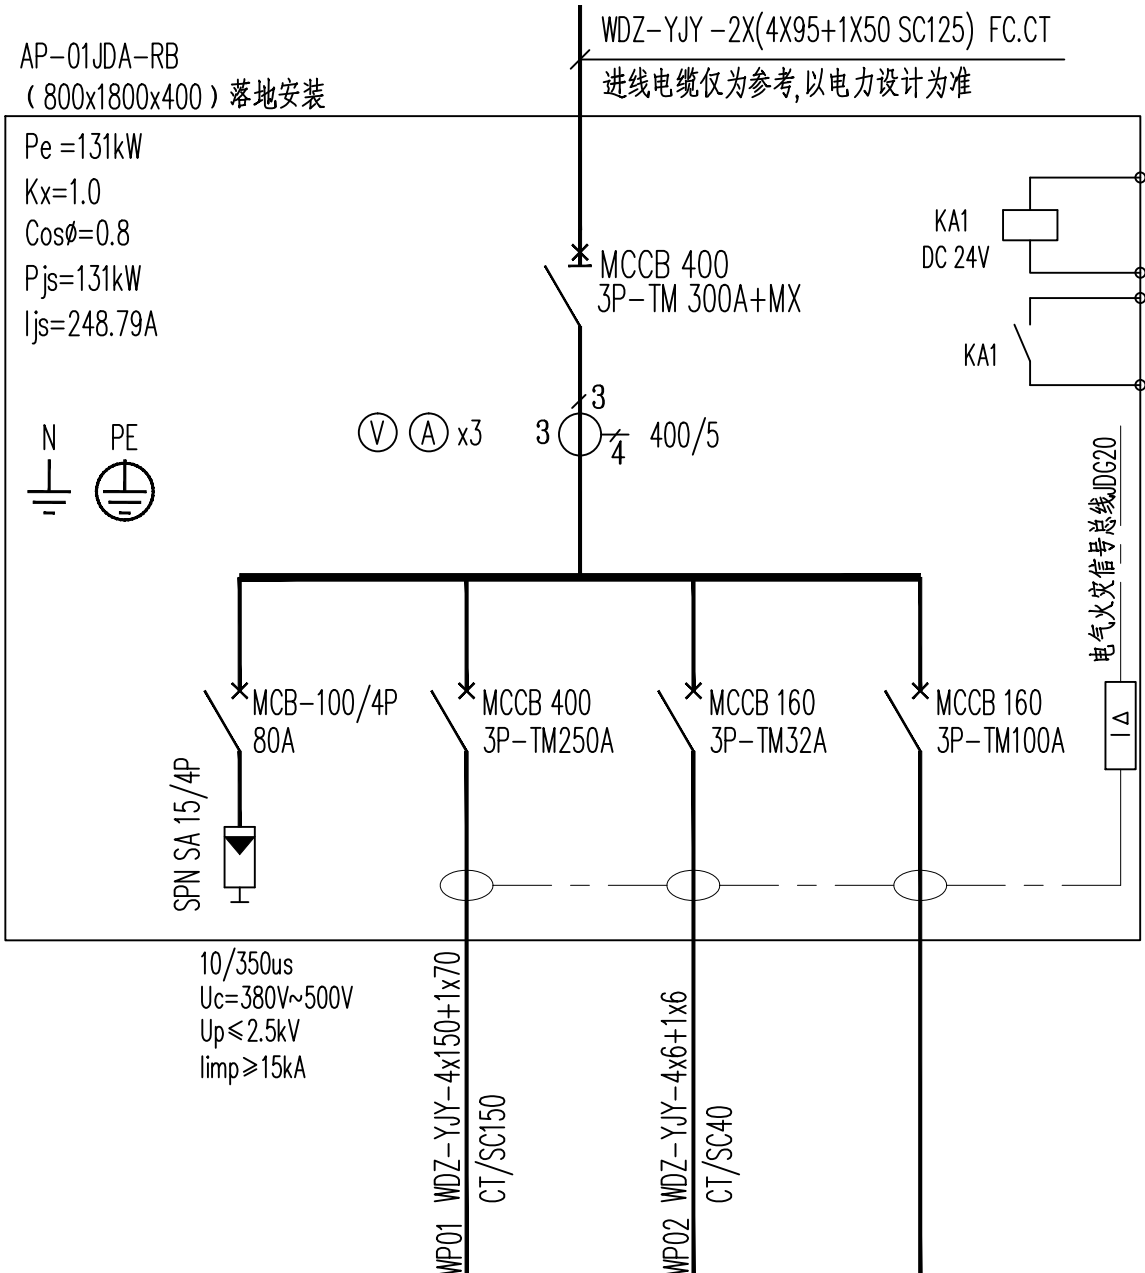 WDZ-YJY-2X(4X95+1X50 SC125) FC.CT
进线电缆仅为参考,以电力设计为准
AP-01JDA-RB
(800x1800x400)落地安装
Pe=131kW
Kx=1.0
CosØ=0.8
Pjs=131kW
Ijs=248.79A
MCCB 400
3P-TM 300A+MX
KA1
DC 24V
KA1
N
PE
V A x3
3
3
4
400/5
电气火灾信号总线JDG20
MCB-100/4P
80A
MCCB 400
3P-TM250A
MCCB 160
3P-TM32A
MCCB 160
3P-TM100A
I Δ
SPN SA 15/4P
10/350us
Uc=380V~500V
Up≤2.5kV
Iimp≥15kA
WP01 WDZ-YJY-4x150+1x70
CT/SC150
WP02 WDZ-YJY-4x6+1x6
CT/SC40